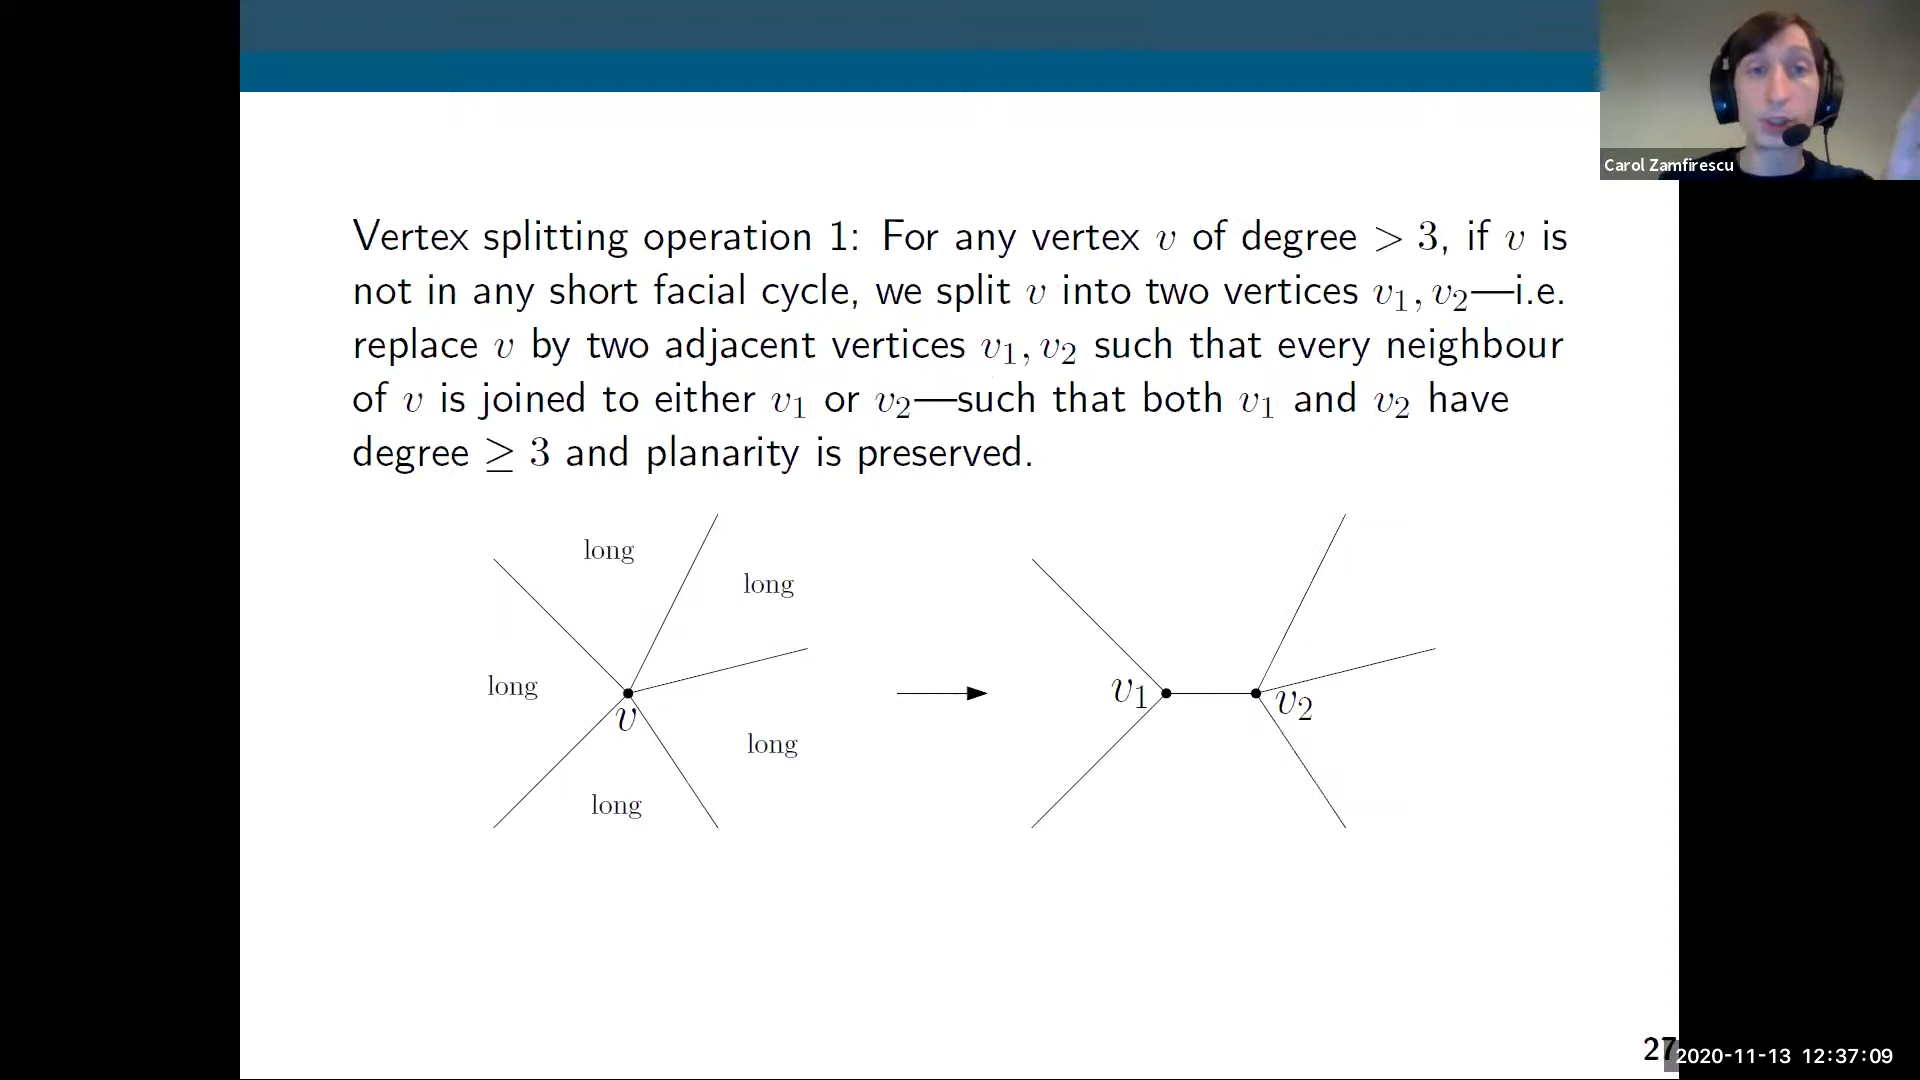 Carol Zamfirescu
Vertex splitting operation 1: For any vertex v of degree > 3, if v is
not in any short facial cycle, we split v into two vertices v₁, v₂—i.e.
replace v by two adjacent vertices v₁, v₂ such that every neighbour
of v is joined to either v₁ or v₂—such that both v₁ and v₂ have
degree ≥ 3 and planarity is preserved.
long
long
long
v
long
long
v₁
v₂
27
2020-11-13 12:37:09